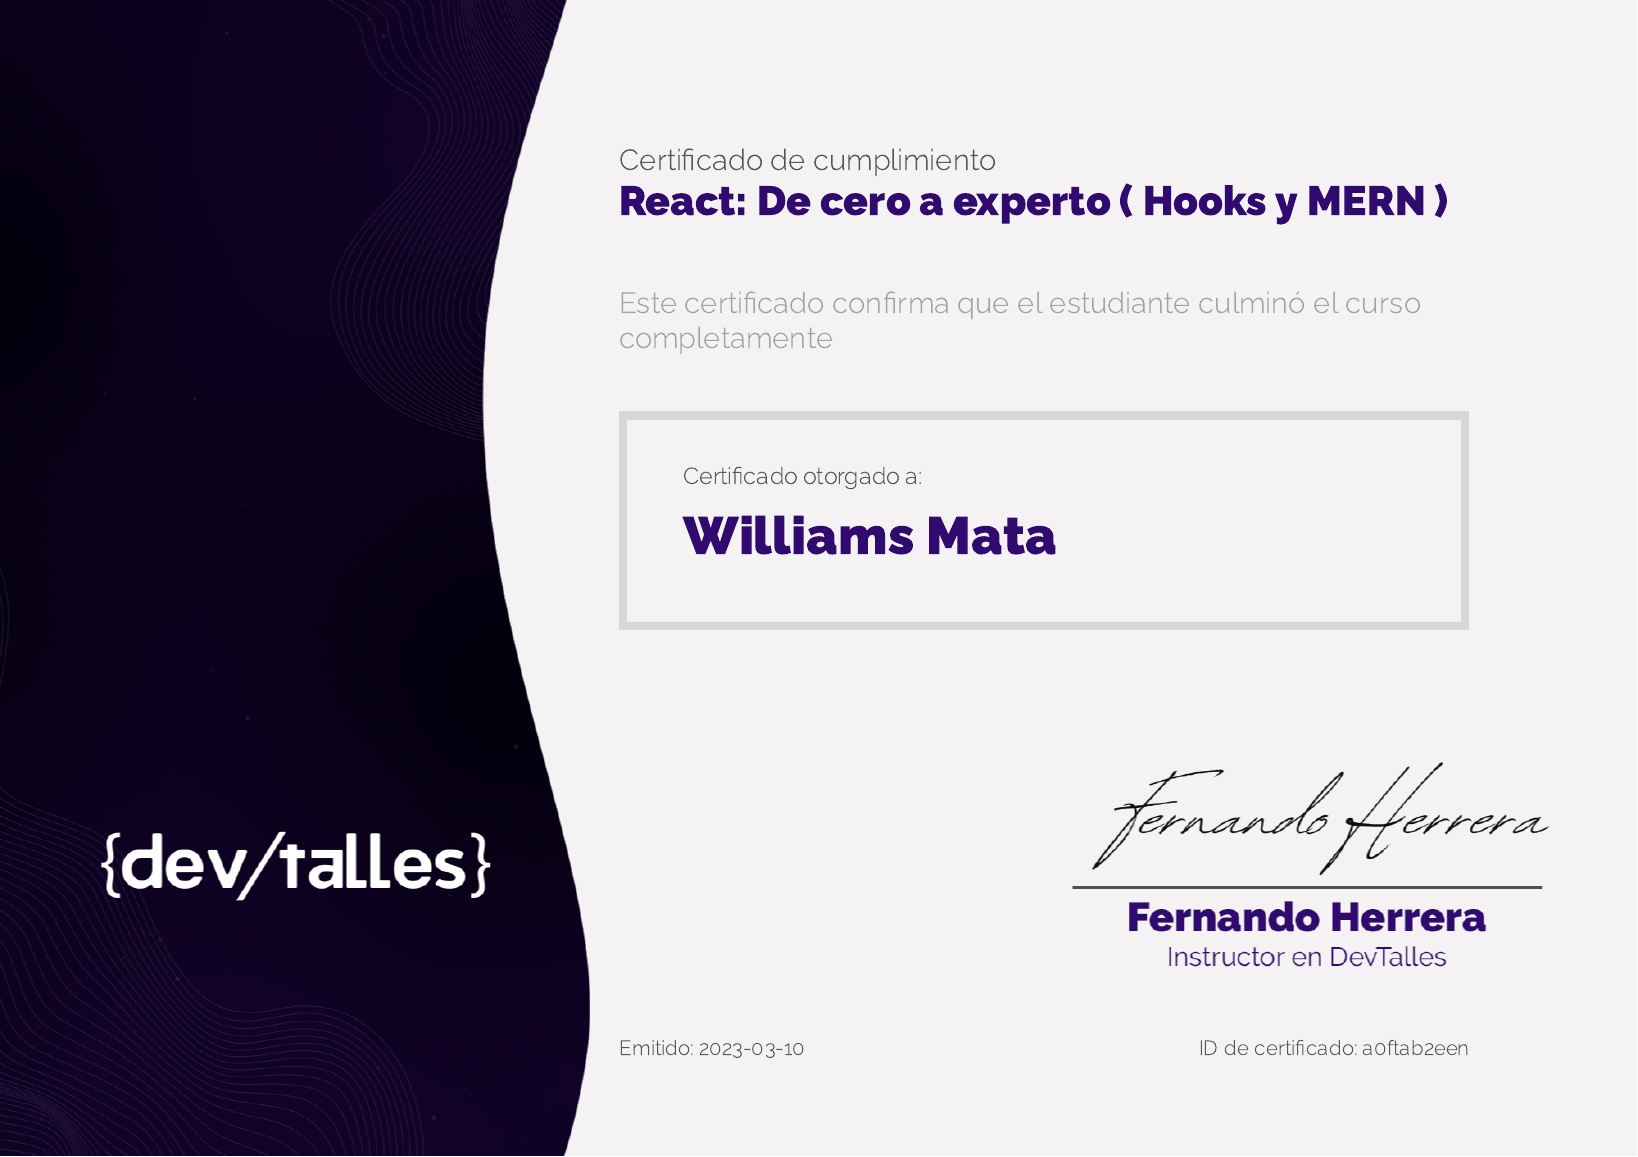 Certificado de cumplimiento
React: De cero a experto ( Hooks y MERN )
Este certificado confirma que el estudiante culminó el curso
completamente
Certificado otorgado a:
Williams Mata
{dev/talles}
Fernando Herrera
Fernando Herrera
Instructor en DevTalles
Emitido: 2023-03-10
ID de certificado: a0ftab2een